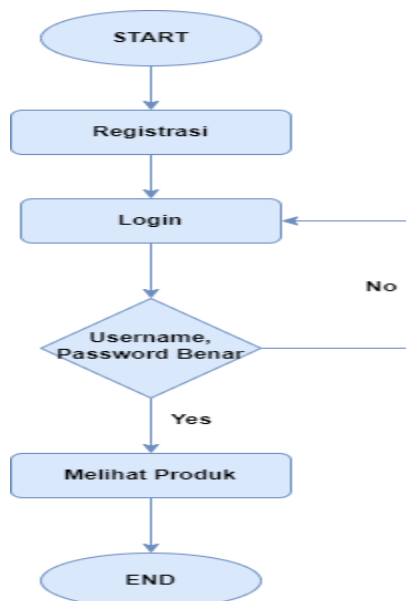 START
Registrasi
Login
No
Username,
Password Benar
Yes
Melihat Produk
END